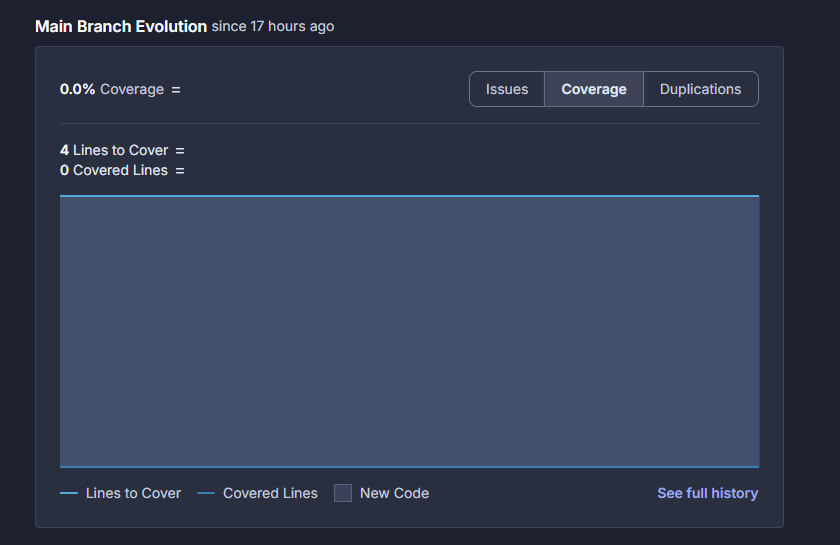 Main Branch Evolution since 17 hours ago
0.0% Coverage =
Issues Coverage Duplications
4 Lines to Cover =
0 Covered Lines =
Lines to Cover Covered Lines New Code See full history